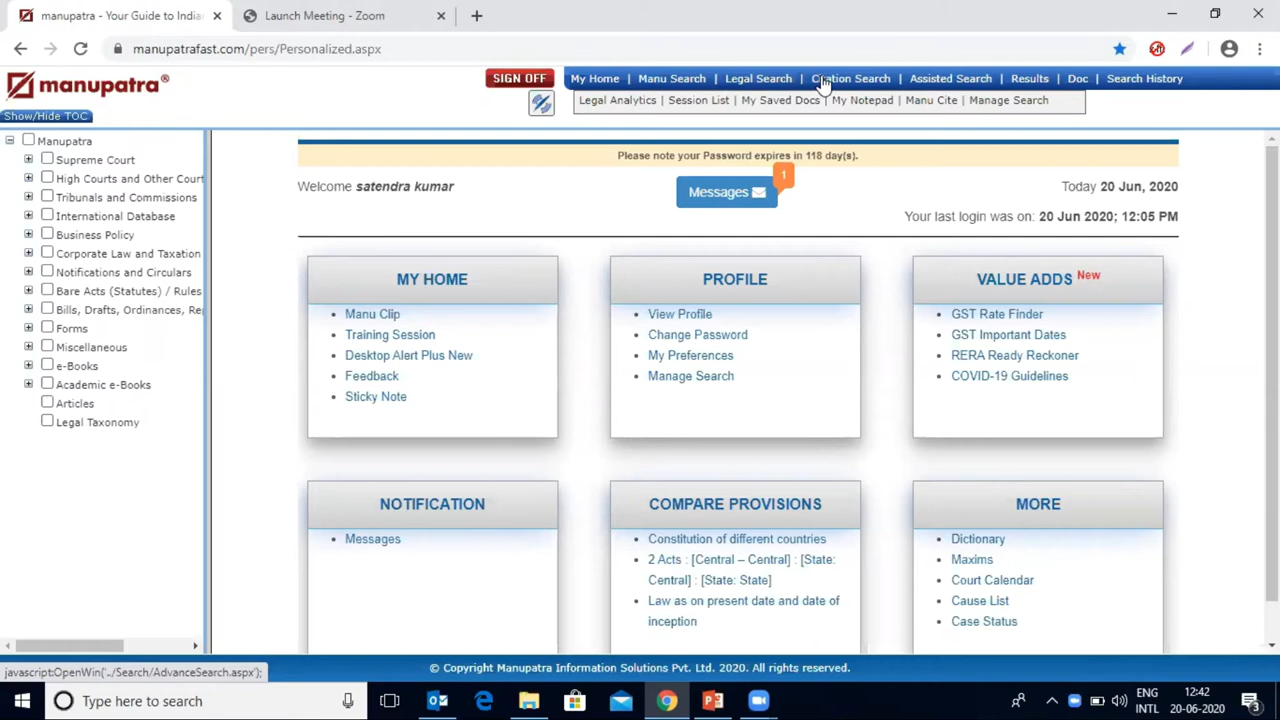 manupatra - Your Guide to India
Launch Meeting - Zoom
manupatrafast.com/pers/Personalized.aspx
manupatra®
SIGN OFF
My Home | Manu Search | Legal Search | Citation Search | Assisted Search | Results | Doc | Search History
Legal Analytics | Session List | My Saved Docs | My Notepad | Manu Cite | Manage Search
Show/Hide TOC
Manupatra
Supreme Court
High Courts and Other Court
Tribunals and Commissions
International Database
Business Policy
Corporate Law and Taxation
Notifications and Circulars
Bare Acts (Statutes) / Rules
Bills, Drafts, Ordinances, Rep
Forms
Miscellaneous
e-Books
Academic e-Books
Articles
Legal Taxonomy
Please note your Password expires in 118 day(s).
Welcome satendra kumar
Messages
1
Today 20 Jun, 2020
Your last login was on: 20 Jun 2020; 12:05 PM
MY HOME
Manu Clip
Training Session
Desktop Alert Plus New
Feedback
Sticky Note
PROFILE
View Profile
Change Password
My Preferences
Manage Search
VALUE ADDS New
GST Rate Finder
GST Important Dates
RERA Ready Reckoner
COVID-19 Guidelines
NOTIFICATION
Messages
COMPARE PROVISIONS
Constitution of different countries
2 Acts : [Central – Central] : [State:
Central] : [State: State]
Law as on present date and date of
inception
MORE
Dictionary
Maxims
Court Calendar
Cause List
Case Status
javascript:OpenWin('../Search/AdvanceSearch.aspx');
© Copyright Manupatra Information Solutions Pvt. Ltd. 2020. All rights reserved.
Type here to search
ENG
INTL
12:42
20-06-2020
3